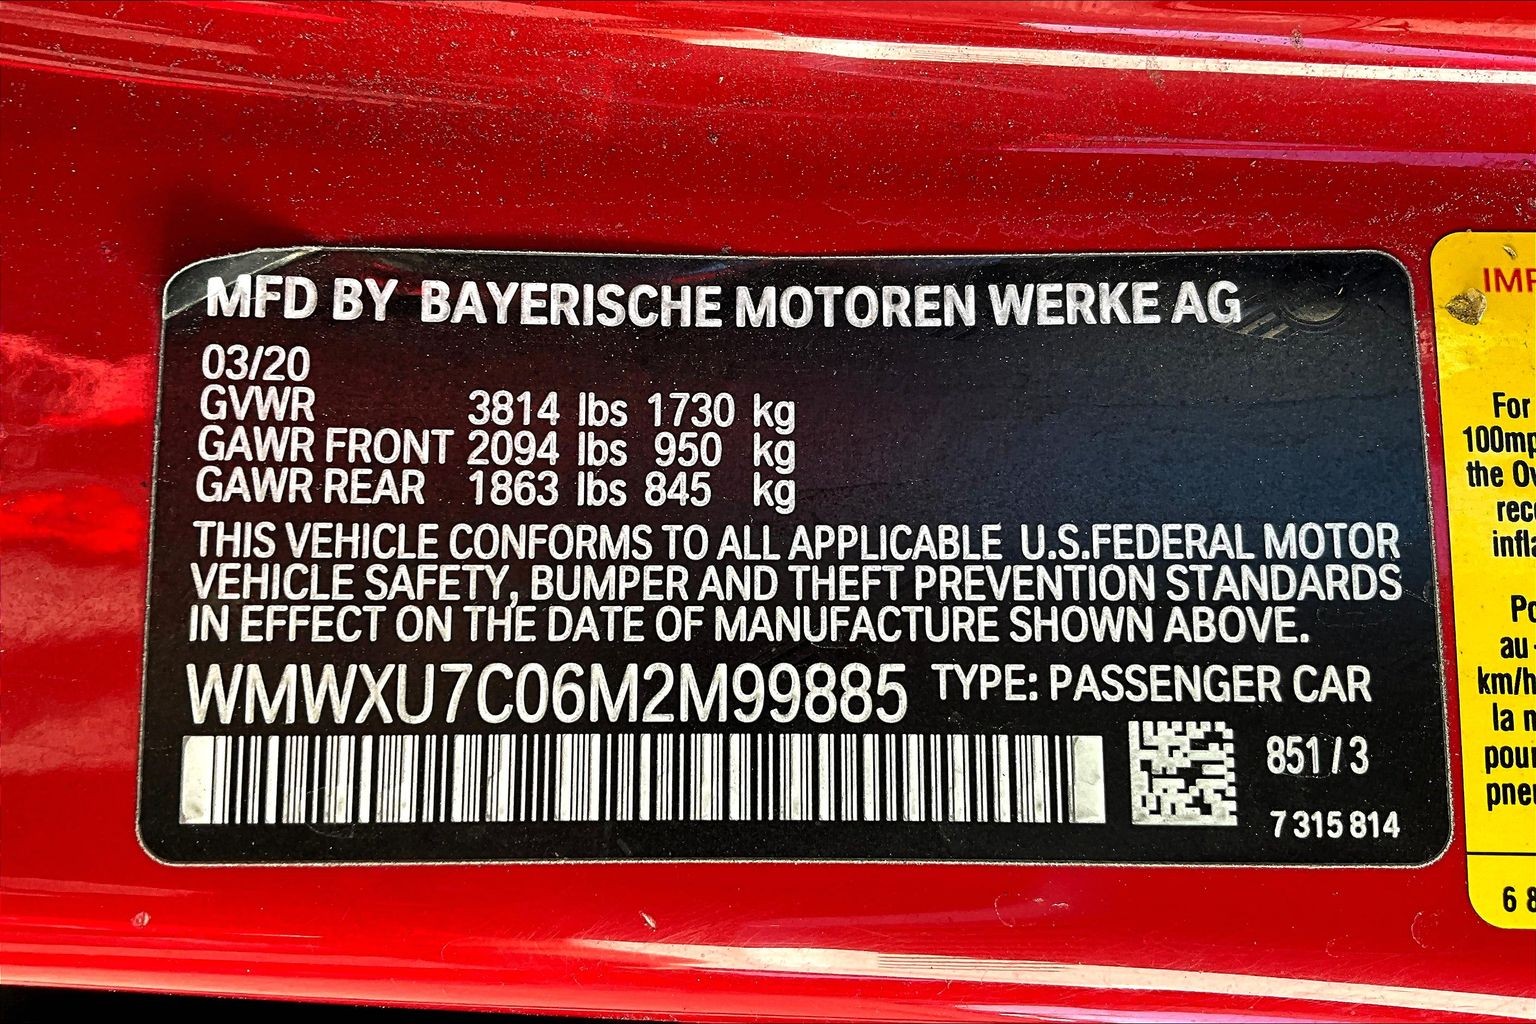 MFD BY BAYERISCHE MOTOREN WERKE AG
03/20
GVWR 3814 lbs 1730 kg
GAWR FRONT 2094 lbs 950 kg
GAWR REAR 1863 lbs 845 kg
THIS VEHICLE CONFORMS TO ALL APPLICABLE U.S.FEDERAL MOTOR
VEHICLE SAFETY, BUMPER AND THEFT PREVENTION STANDARDS
IN EFFECT ON THE DATE OF MANUFACTURE SHOWN ABOVE.
WMWXU7C06M2M99885 TYPE: PASSENGER CAR
851/3
7 315 814
For
the
au
km/h
la
6